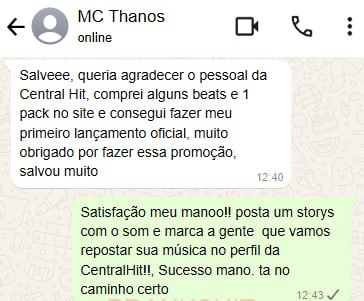 MC Thanos
online
Salveee, queria agradecer o pessoal da
Central Hit, comprei alguns beats e 1
pack no site e consegui fazer meu
primeiro lançamento oficial, muito
obrigado por fazer essa promoção,
salvou muito
12:40
Satisfação meu manoo!! posta um storys
com o som e marca a gente que vamos
repostar sua música no perfil da
CentralHit!!, Sucesso mano. ta no
caminho certo
12:43